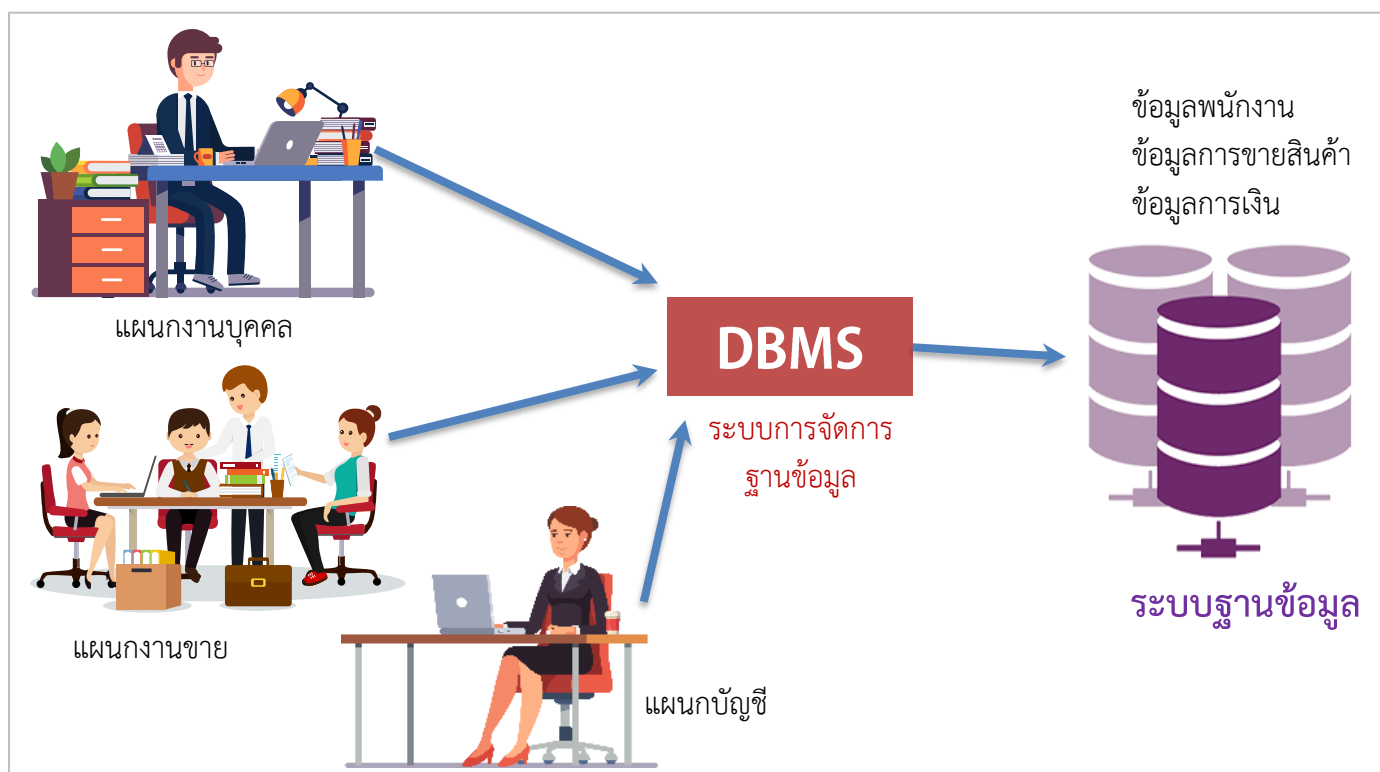 ข้อมูลพนักงาน
ข้อมูลการขายสินค้า
ข้อมูลการเงิน
แผนกงานบุคคล
DBMS
ระบบการจัดการ
ฐานข้อมูล
ระบบฐานข้อมูล
แผนกงานขาย
แผนกบัญชี